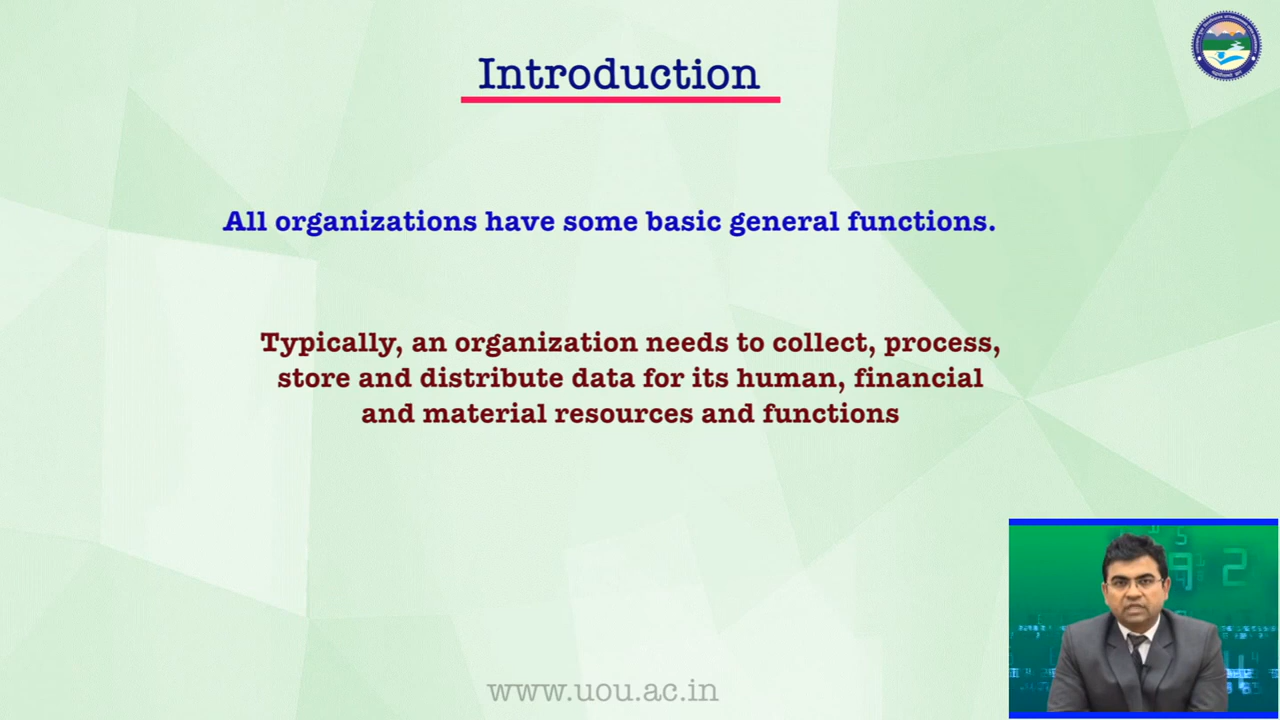 Introduction
All organizations have some basic general functions.
Typically, an organization needs to collect, process,
store and distribute data for its human, financial
and material resources and functions
www.uou.ac.in